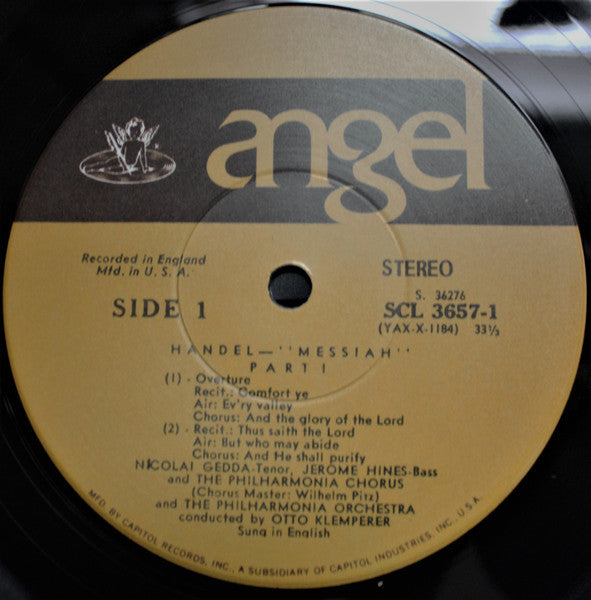 angel
Recorded in England
Mfd. in U. S. A.
STEREO
S. 36276
SIDE 1
SCL 3657-1
(YAX-X-1184) 33⅓
HANDEL—"MESSIAH"
PART I
(1) - Overture
Recit.: Comfort ye
Air: Ev'ry valley
Chorus: And the glory of the Lord
(2) - Recit.: Thus saith the Lord
Air: But who may abide
Chorus: And He shall purify
NICOLAI GEDDA-Tenor, JEROME HINES-Bass
and THE PHILHARMONIA CHORUS
(Chorus Master: Wilhelm Pitz)
and THE PHILHARMONIA ORCHESTRA
conducted by OTTO KLEMPERER
Sung in English
MFD. BY CAPITOL RECORDS, INC., A SUBSIDIARY OF CAPITOL INDUSTRIES, INC., U.S.A.